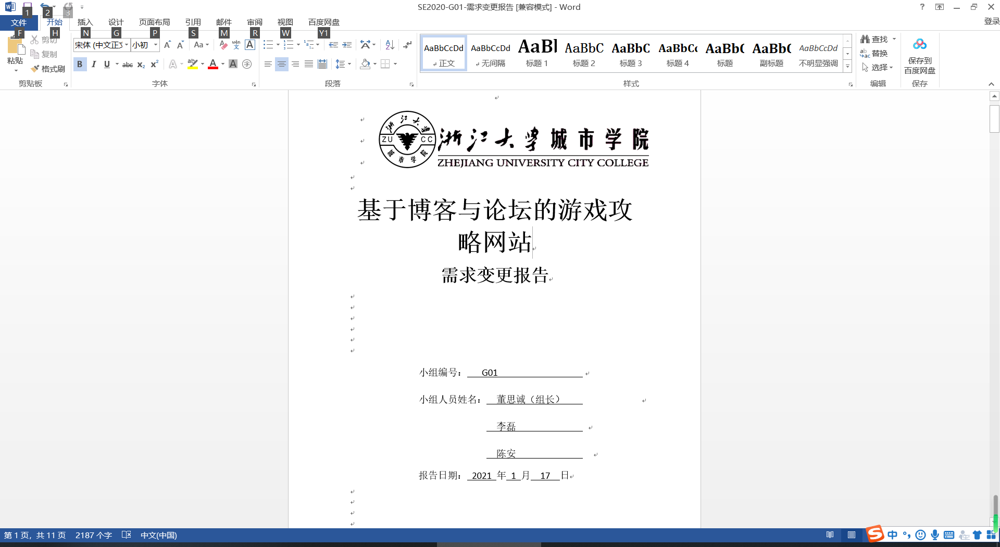 SE2020-G01-需求变更报告 [兼容模式] - Word
1 2 3
文件 开始 插入 设计 页面布局 引用 邮件 审阅 视图 百度网盘 登录
F H N G P S M R W Y1
粘贴
剪切
复制
格式刷
剪贴板
宋体 (中文正文 小初
字体
段落
AaBbCcDd AaBbCcDd AaBl AaBbC AaBbC AaBbCc AaBb( AaBb( AaBbCcDd
正文 无间隔 标题 1 标题 2 标题 3 标题 4 标题 副标题 不明显强调
样式
查找
替换
选择
编辑
保存到
百度网盘
保存
浙江大学
ZU CC
城市学院
浙江大学城市学院
ZHEJIANG UNIVERSITY CITY COLLEGE
基于博客与论坛的游戏攻
略网站
需求变更报告
小组编号： G01
小组人员姓名： 董思诚（组长）
李磊
陈安
报告日期： 2021 年 1 月 17 日
第 1 页，共 11 页 2187 个字 中文(中国)
中